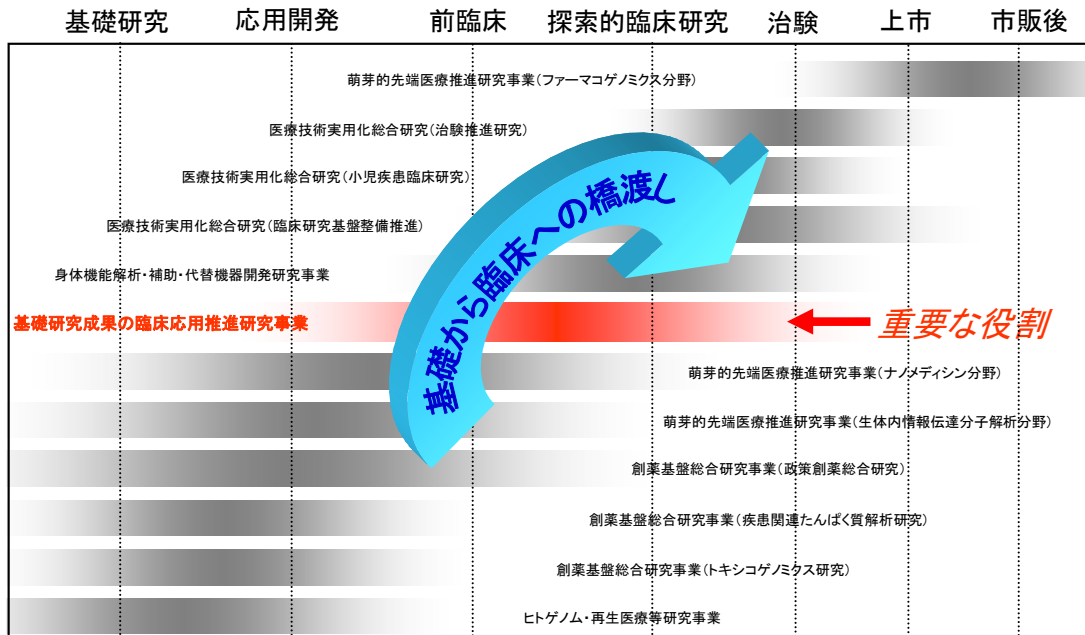 基礎研究 応用開発 前臨床 探索的臨床研究 治験 上市 市販後
萌芽的先端医療推進研究事業(ファーマコゲノミクス分野)
医療技術実用化総合研究(治験推進研究)
医療技術実用化総合研究(小児疾患臨床研究)
医療技術実用化総合研究(臨床研究基盤整備推進)
身体機能解析・補助・代替機器開発研究事業
基礎から臨床への橋渡し
基礎研究成果の臨床応用推進研究事業
重要な役割
萌芽的先端医療推進研究事業(ナノメディシン分野)
萌芽的先端医療推進研究事業(生体内情報伝達分子解析分野)
創薬基盤総合研究事業(政策創薬総合研究)
創薬基盤総合研究事業(疾患関連たんぱく質解析研究)
創薬基盤総合研究事業(トキシコゲノミクス研究)
ヒトゲノム・再生医療等研究事業